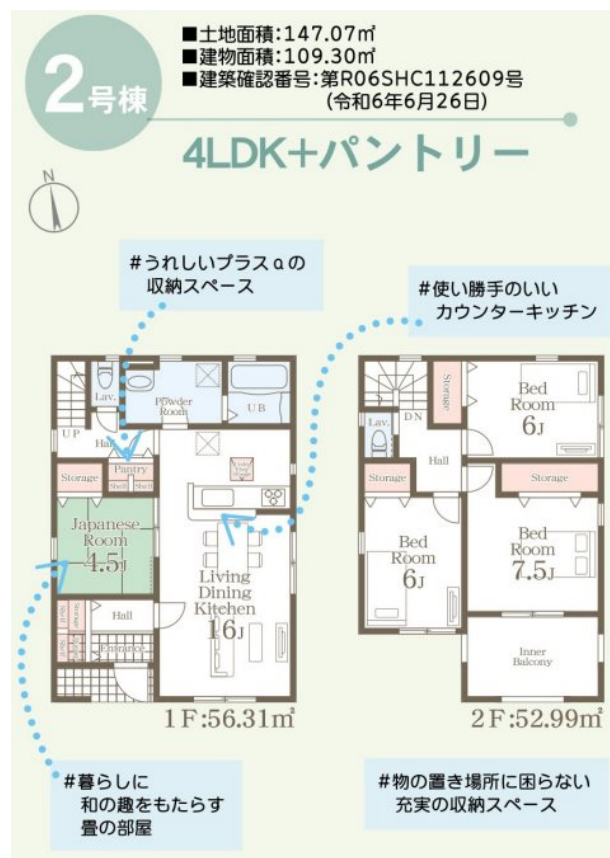 2号棟
■土地面積:147.07㎡
■建物面積:109.30㎡
■建築確認番号:第R06SHC112609号
(令和6年6月26日)
4LDK+パントリー
N
#うれしいプラスαの
収納スペース
#使い勝手のいい
カウンターキッチン
Lav.
Powder
Room
UB
UP
Hall
Storage
Pantry
Shelf
Shelf
Japanese
Room
4.5J
Living
Dining
Kitchen
16J
Shelf
Storage
Shelf
Hall
Entrance
1F:56.31㎡
Storage
Bed
Room
6J
Lav.
DN
Hall
Storage
Storage
Bed
Room
6J
Bed
Room
7.5J
Inner
Balcony
2F:52.99㎡
#暮らしに
和の趣をもたらす
畳の部屋
#物の置き場所に困らない
充実の収納スペース